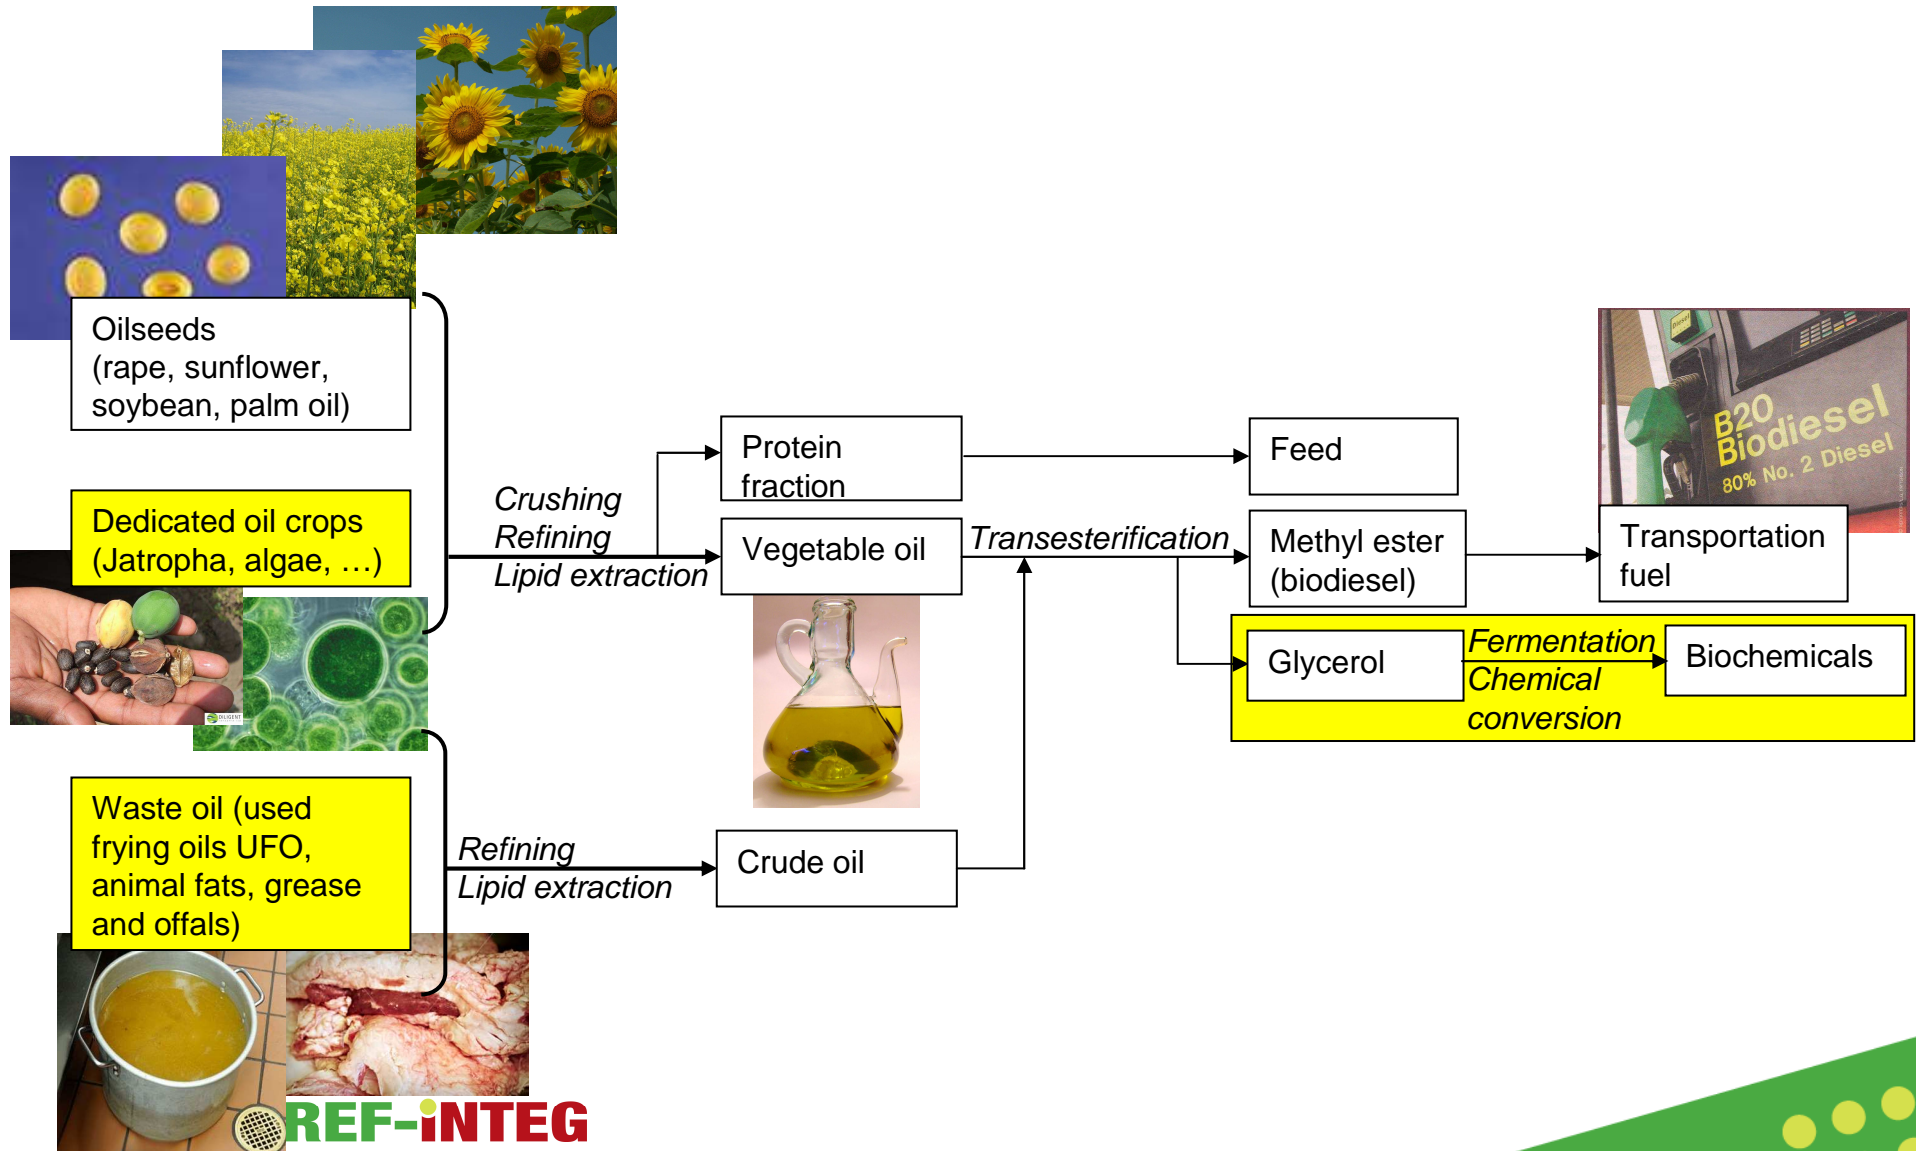 Oilseeds
(rape, sunflower,
soybean, palm oil)
Dedicated oil crops
(Jatropha, algae, …)
DILIGENT
Waste oil (used
frying oils UFO,
animal fats, grease
and offals)
Crushing
Refining
Lipid extraction
Refining
Lipid extraction
Protein
fraction
Vegetable oil
Crude oil
Transesterification
Feed
Methyl ester
(biodiesel)
Glycerol
Fermentation
Chemical
conversion
Diesel
B20
Biodiesel
80% No. 2 Diesel
Transportation
fuel
Biochemicals
REF-iNTEG